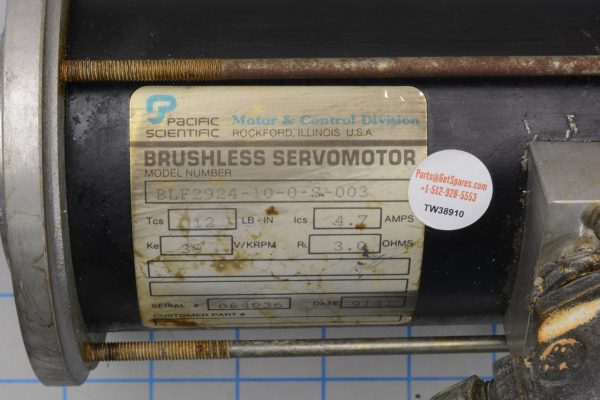 PACIFIC
SCIENTIFIC
Motor & Control Division
ROCKFORD, ILLINOIS U.S.A
BRUSHLESS SERVOMOTOR
MODEL NUMBER
BLF2924-10-0-S-003
Tcs 12 LB-IN Ics 4.7 AMPS
Ke V/KRPM R 3.0 OHMS
SERIAL # 064036 DATE 9141
CUSTOMER PART #
Parts@GetSpares.com
+1-512-928-5553
TW38910